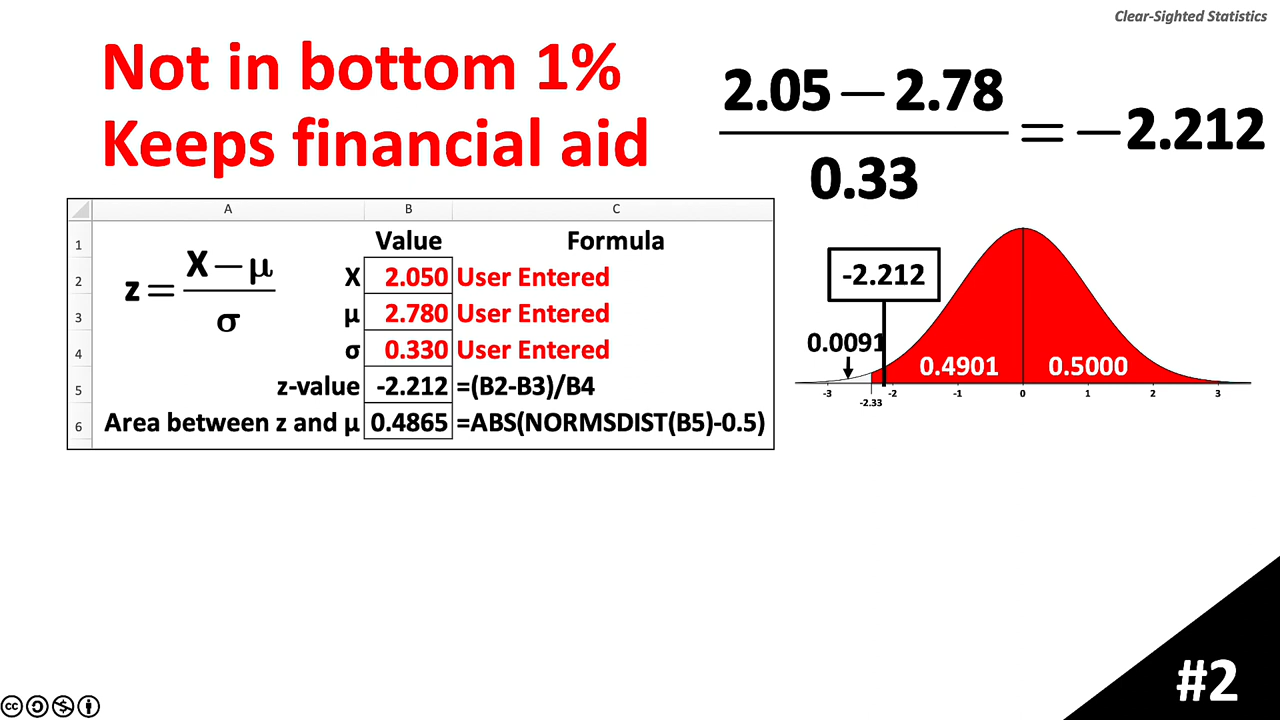 Clear-Sighted Statistics
Not in bottom 1%
Keeps financial aid
2.05 − 2.78
0.33
= −2.212
A B C
1 Value Formula
z = X − μ
σ
2 X 2.050 User Entered
3 μ 2.780 User Entered
4 σ 0.330 User Entered
5 z-value -2.212 =(B2-B3)/B4
6 Area between z and μ 0.4865 =ABS(NORMSDIST(B5)-0.5)
-2.212
0.0091
0.4901 0.5000
-3 -2 -1 0 1 2 3
-2.33
#2